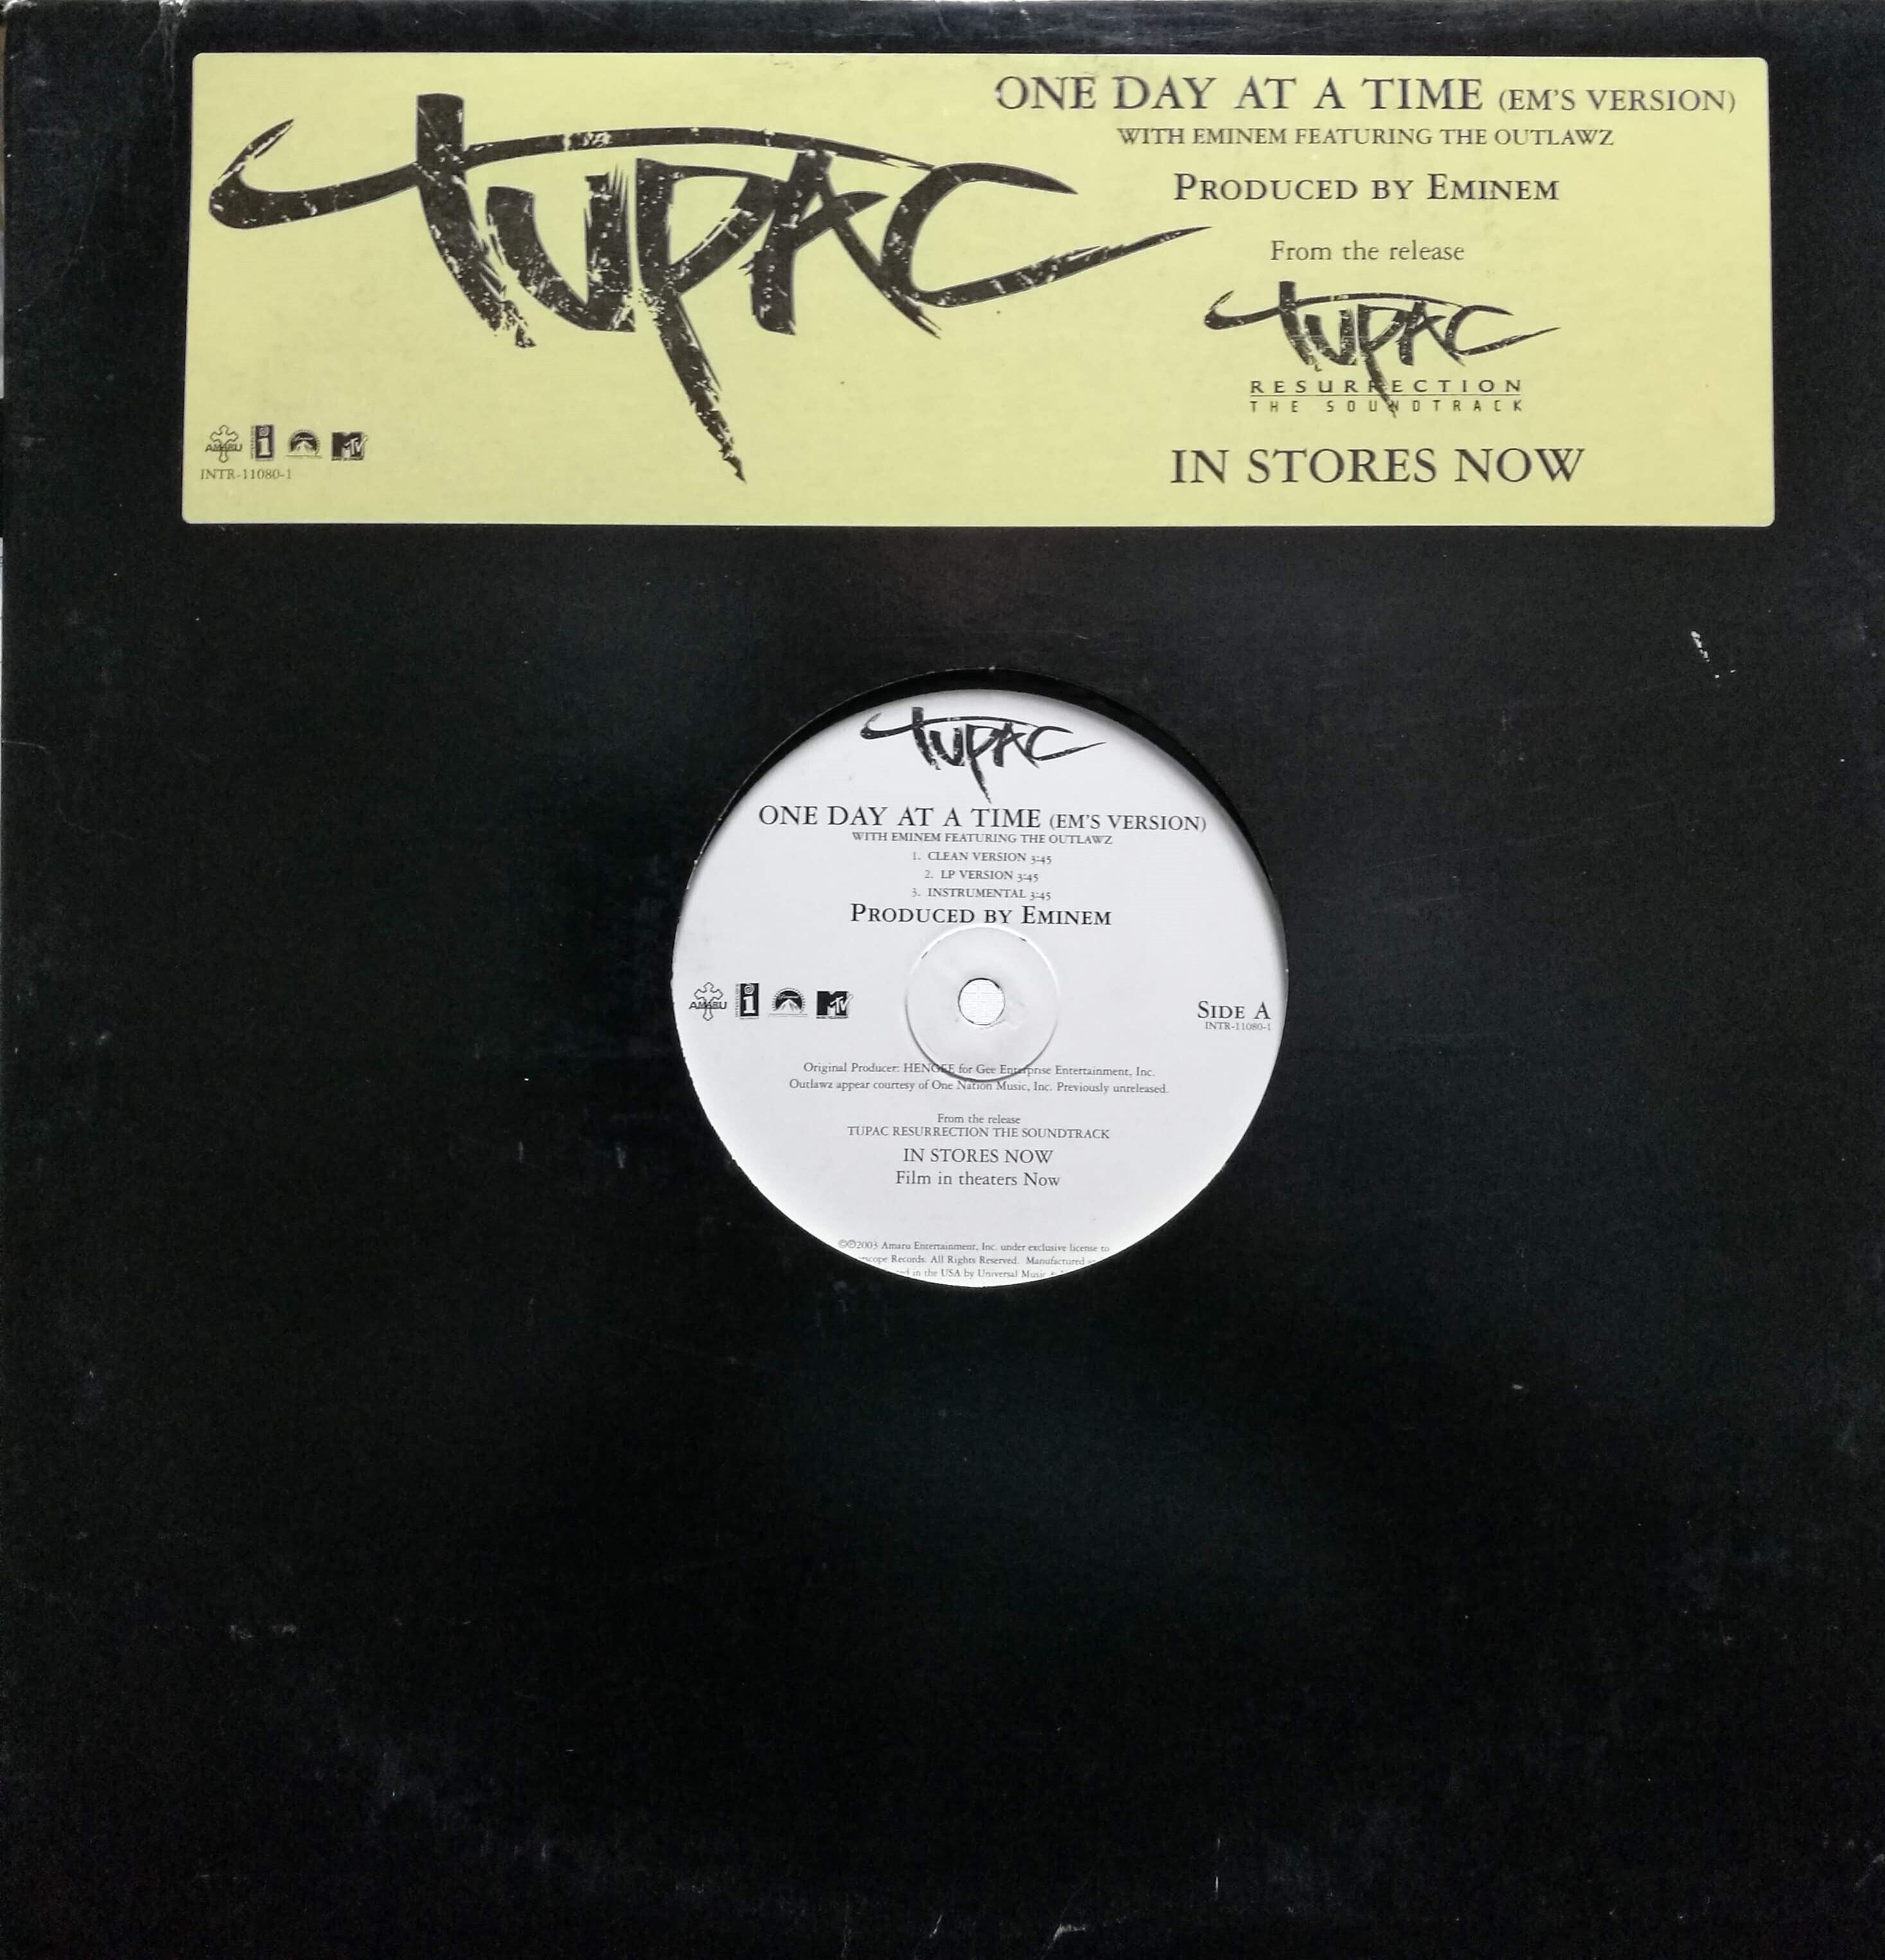 TUPAC
ONE DAY AT A TIME (EM'S VERSION)
WITH EMINEM FEATURING THE OUTLAWZ
PRODUCED BY EMINEM
From the release
TUPAC
RESURRECTION
THE SOUNDTRACK
IN STORES NOW
AMARU i MTV
INTR-11080-1
TUPAC
ONE DAY AT A TIME (EM'S VERSION)
WITH EMINEM FEATURING THE OUTLAWZ
1. CLEAN VERSION 3:45
2. LP VERSION 3:45
3. INSTRUMENTAL 3:45
PRODUCED BY EMINEM
AMARU i MTV
SIDE A
INTR-11080-1
Original Producer: for Gee Enterprise Entertainment, Inc.
Outlawz appear courtesy of One Nation Music, Inc. Previously unreleased.
From the release
TUPAC RESURRECTION THE SOUNDTRACK
IN STORES NOW
Film in theaters Now
©℗2003 Amaru Entertainment, Inc. under exclusive license to
Records. All Rights Reserved. Manufactured
in the USA by Universal Music